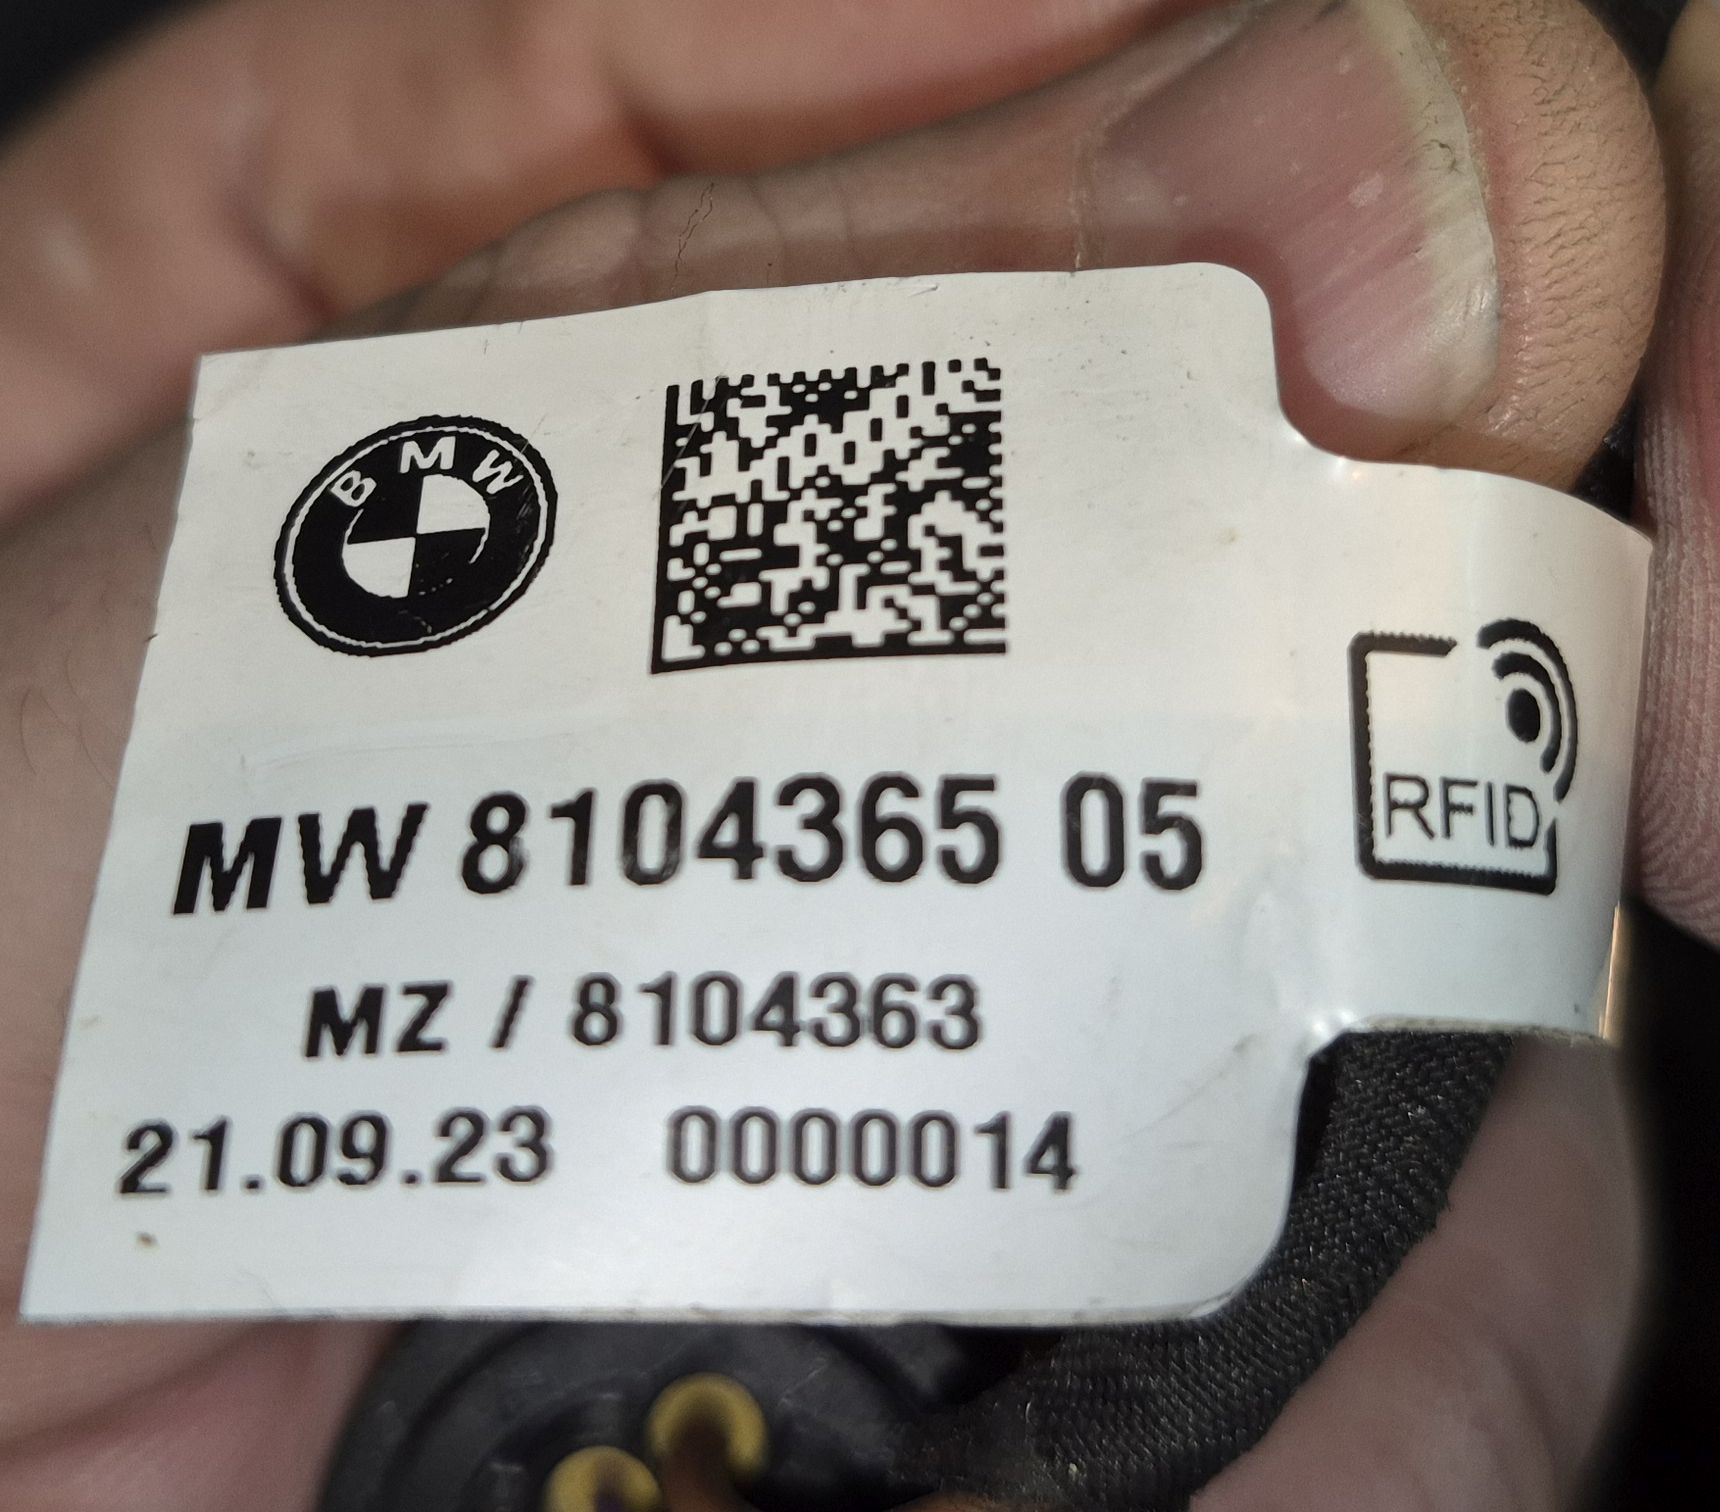 BMW
RFID
MW 8104365 05
MZ / 8104363
21.09.23 0000014